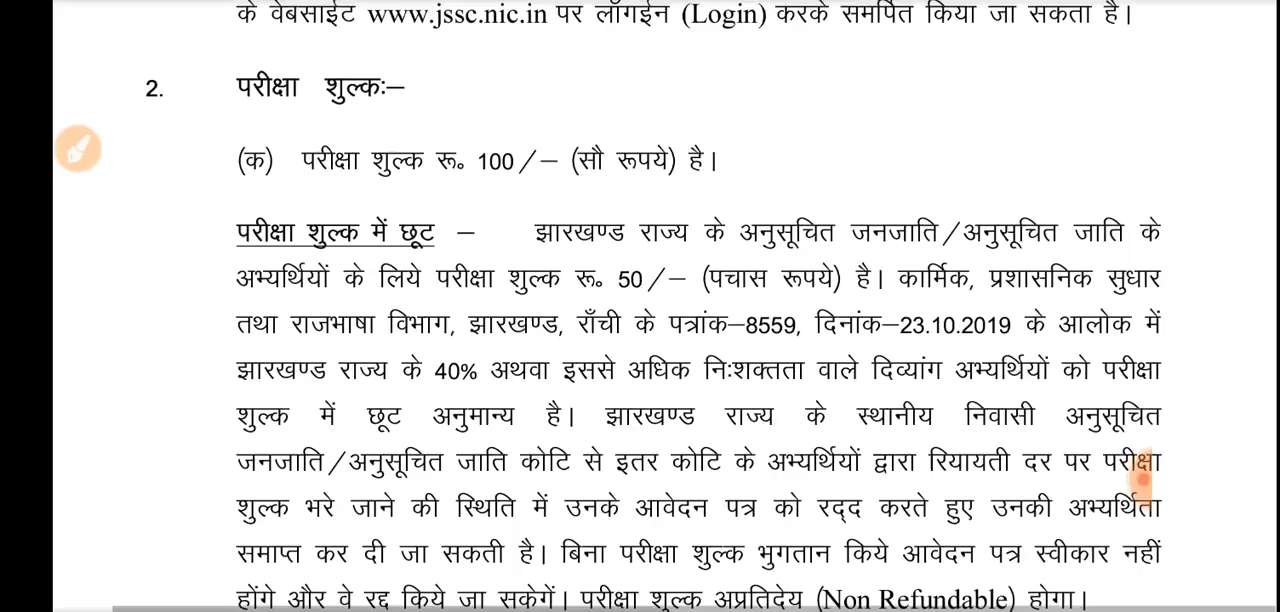 के वेबसाईट www.jssc.nic.in पर लॉगईन (Login) करके समर्पित किया जा सकता है।
2. परीक्षा शुल्कः–
(क) परीक्षा शुल्क रू० 100/– (सौ रूपये) है।
परीक्षा शुल्क में छूट – झारखण्ड राज्य के अनुसूचित जनजाति/अनुसूचित जाति के
अभ्यर्थियों के लिये परीक्षा शुल्क रू० 50/– (पचास रूपये) है। कार्मिक, प्रशासनिक सुधार
तथा राजभाषा विभाग, झारखण्ड, राँची के पत्रांक–8559, दिनांक–23.10.2019 के आलोक में
झारखण्ड राज्य के 40% अथवा इससे अधिक निःशक्तता वाले दिव्यांग अभ्यर्थियों को परीक्षा
शुल्क में छूट अनुमान्य है। झारखण्ड राज्य के स्थानीय निवासी अनुसूचित
जनजाति/अनुसूचित जाति कोटि से इतर कोटि के अभ्यर्थियों द्वारा रियायती दर पर परीक्षा
शुल्क भरे जाने की स्थिति में उनके आवेदन पत्र को रद्द करते हुए उनकी अभ्यर्थिता
समाप्त कर दी जा सकती है। बिना परीक्षा शुल्क भुगतान किये आवेदन पत्र स्वीकार नहीं
होंगे और वे रद्द किये जा सकेगें। परीक्षा शुल्क अप्रतिदेय (Non Refundable) होगा।